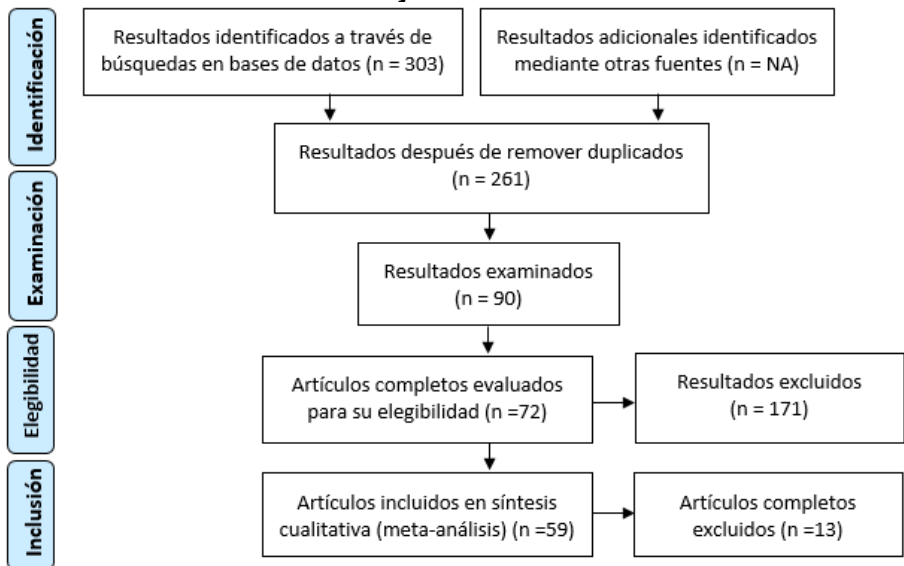 Identificación
Resultados identificados a través de
búsquedas en bases de datos (n = 303)
Resultados adicionales identificados
mediante otras fuentes (n = NA)
Resultados después de remover duplicados
(n = 261)
Examinación
Resultados examinados
(n = 90)
Elegibilidad
Artículos completos evaluados
para su elegibilidad (n =72)
Resultados excluidos
(n = 171)
Inclusión
Artículos incluidos en síntesis
cualitativa (meta-análisis) (n =59)
Artículos completos
excluidos (n =13)